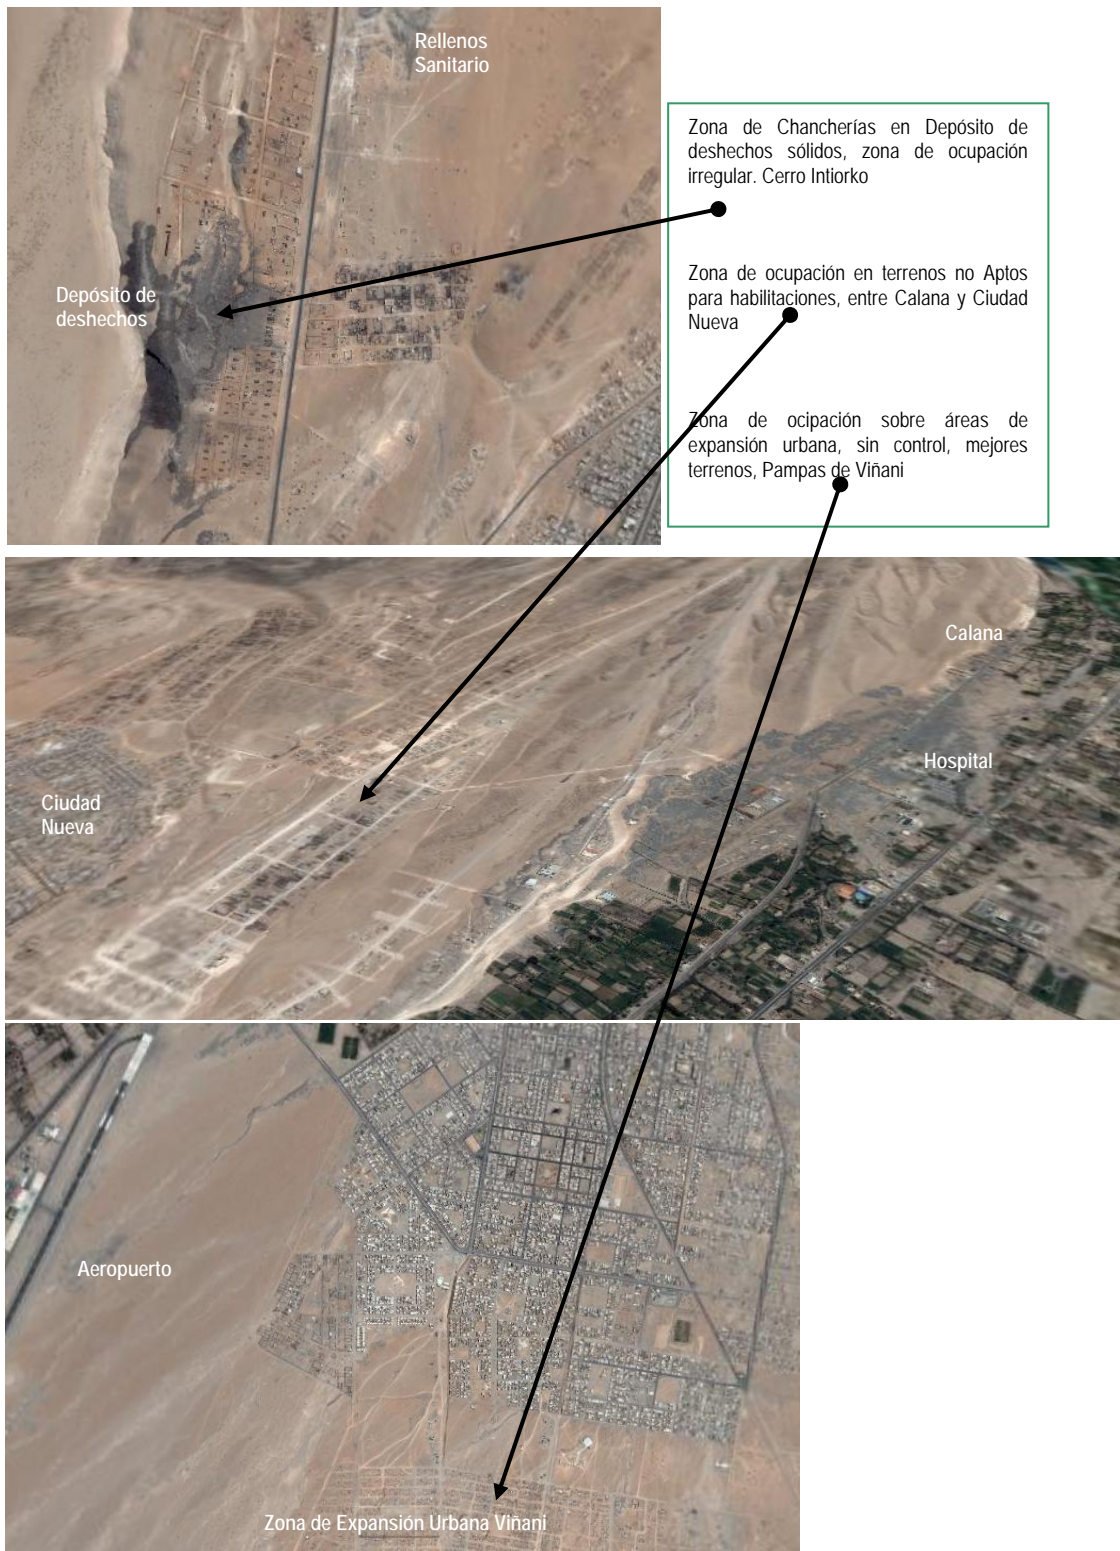 Rellenos
Sanitario
Depósito de
deshechos
Zona de Chancherías en Depósito de
deshechos sólidos, zona de ocupación
irregular. Cerro Intiorko
Zona de ocupación en terrenos no Aptos
para habilitaciones, entre Calana y Ciudad
Nueva
Zona de ocipación sobre áreas de
expansión urbana, sin control, mejores
terrenos, Pampas de Viñani
Calana
Hospital
Ciudad
Nueva
Aeropuerto
Zona de Expansión Urbana Viñani